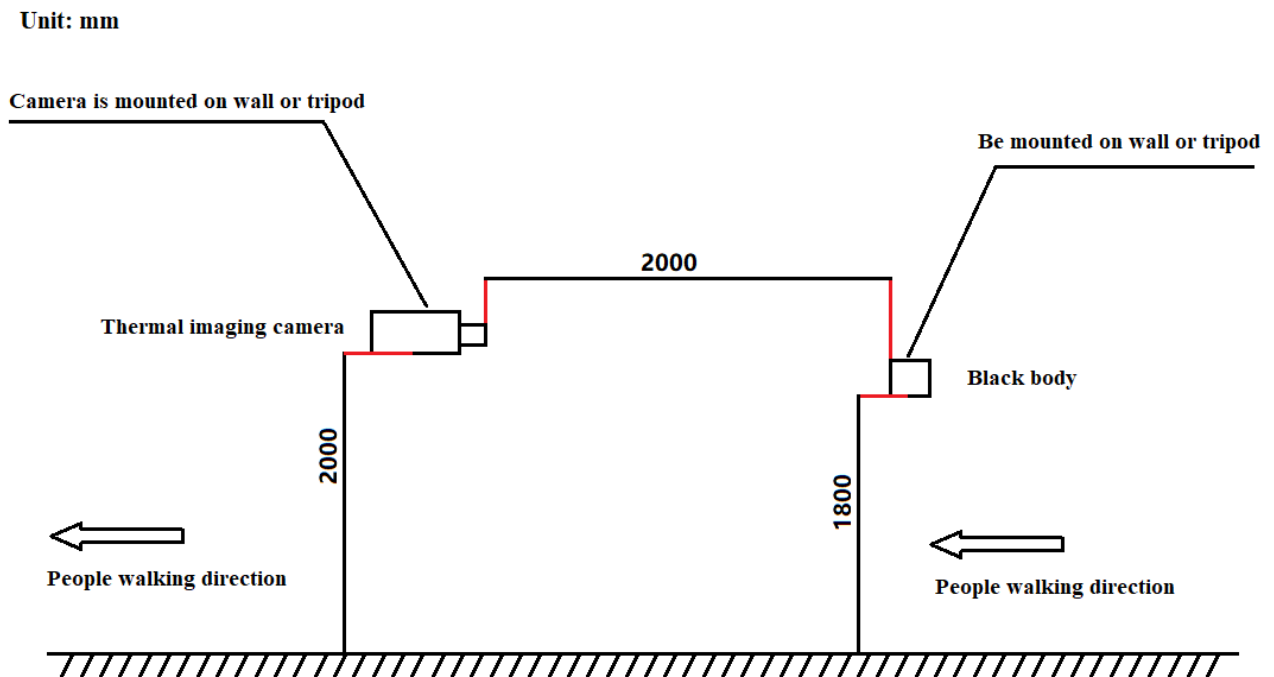 Unit: mm
Camera is mounted on wall or tripod
Be mounted on wall or tripod
2000
Thermal imaging camera
Black body
2000
1800
People walking direction
People walking direction